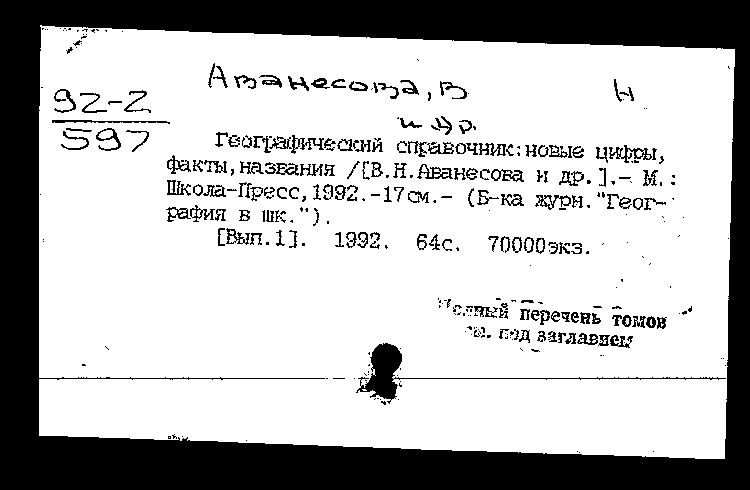 Аванесова, В Н
92-2
597
и др.
Географический справочник:новые цифры,
факты,названия /[В.Н.Аванесова и др.].- М.:
Школа-Пресс,1992.-17см.- (Б-ка журн."Геог-
рафия в шк.").
[Вып.1]. 1992. 64с. 70000экз.
Полный перечень томов
см. под заглавием